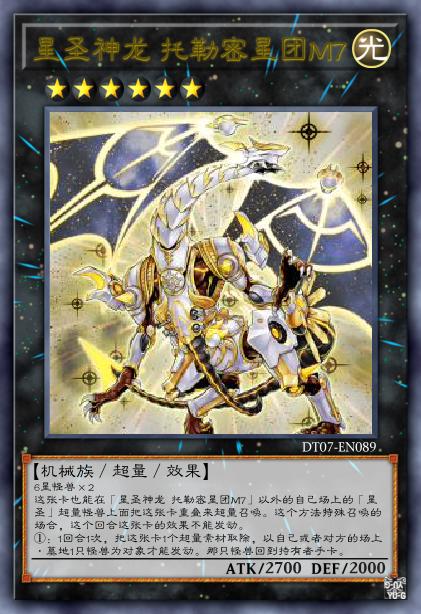 星圣神龙 托勒密星团M7
光
DT07-EN089
【机械族／超量／效果】
6星怪兽×2
这张卡也能在「星圣神龙 托勒密星团M7」以外的自己场上的「星
圣」超量怪兽上面把这张卡重叠来超量召唤。这个方法特殊召唤的
场合，这个回合这张卡的效果不能发动。
①：1回合1次，把这张卡1个超量素材取除，以自己或者对方的场上
·墓地1只怪兽为对象才能发动。那只怪兽回到持有者手卡。
ATK/2700 DEF/2000